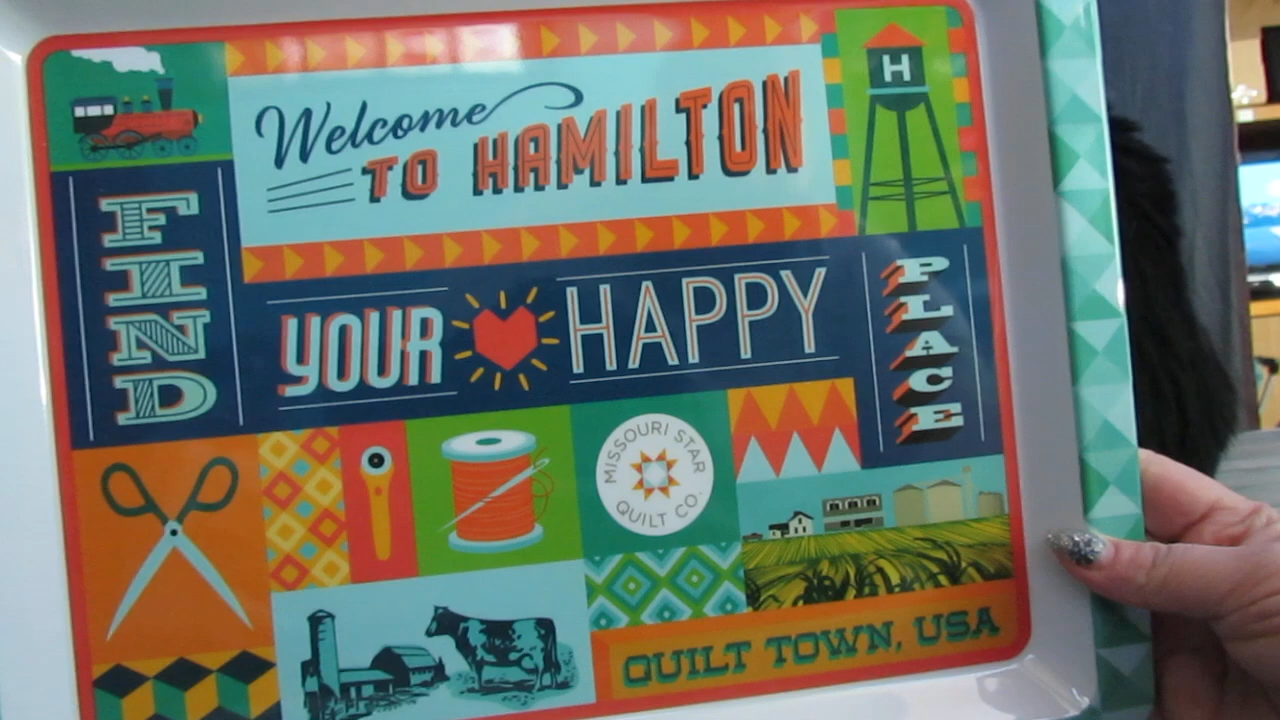 Welcome
TO HAMILTON
H
FIND
YOUR HAPPY
PLACE
MISSOURI STAR
QUILT CO.
QUILT TOWN, USA